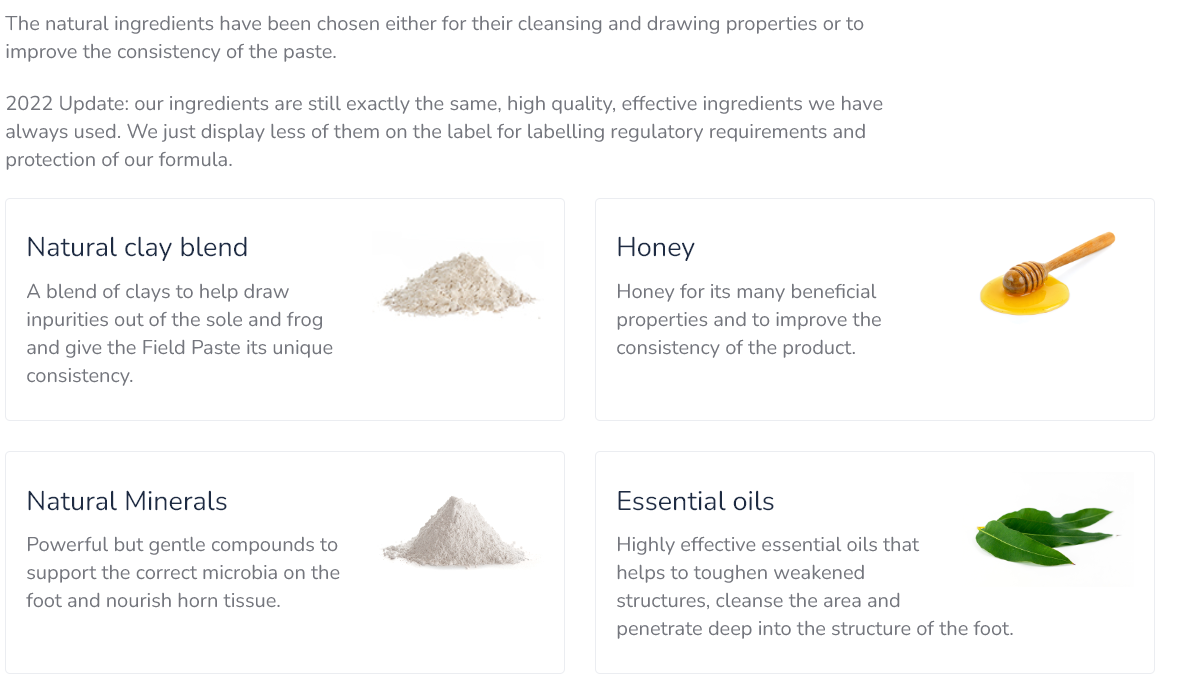 The natural ingredients have been chosen either for their cleansing and drawing properties or to
improve the consistency of the paste.
2022 Update: our ingredients are still exactly the same, high quality, effective ingredients we have
always used. We just display less of them on the label for labelling regulatory requirements and
protection of our formula.
Natural clay blend
A blend of clays to help draw
inpurities out of the sole and frog
and give the Field Paste its unique
consistency.
Honey
Honey for its many beneficial
properties and to improve the
consistency of the product.
Natural Minerals
Powerful but gentle compounds to
support the correct microbia on the
foot and nourish horn tissue.
Essential oils
Highly effective essential oils that
helps to toughen weakened
structures, cleanse the area and
penetrate deep into the structure of the foot.